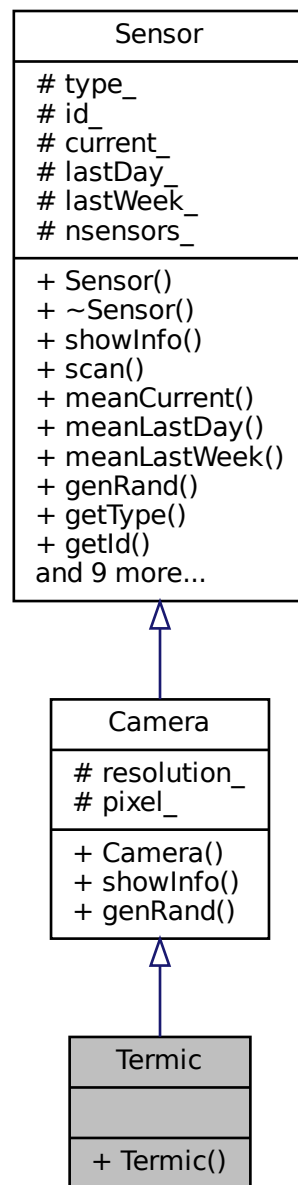 Sensor
# type_
# id_
# current_
# lastDay_
# lastWeek_
# nsensors_
+ Sensor()
+ ~Sensor()
+ showInfo()
+ scan()
+ meanCurrent()
+ meanLastDay()
+ meanLastWeek()
+ genRand()
+ getType()
+ getId()
and 9 more...
Camera
# resolution_
# pixel_
+ Camera()
+ showInfo()
+ genRand()
Termic
+ Termic()